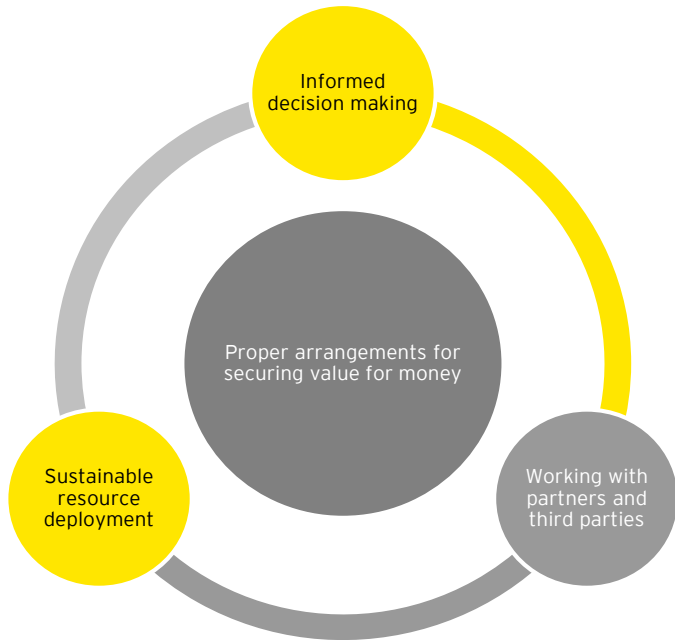 Informed
decision making
Proper arrangements for
securing value for money
Sustainable
resource
deployment
Working with
partners and
third parties